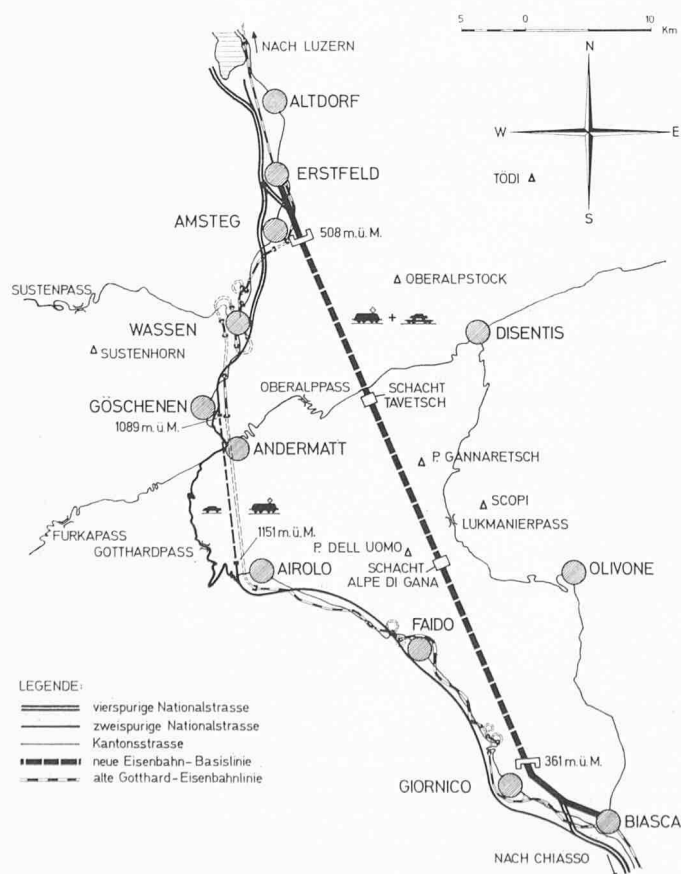 5 0 10
Km
NACH LUZERN
N
ALTDORF
W E
ERSTFELD
TÖDI
S
AMSTEG
508 m.ü.M.
OBERALPSTOCK
SUSTENPASS
+
WASSEN
DISENTIS
SUSTENHORN
OBERALPPASS
SCHACHT
TAVETSCH
GÖSCHENEN
1089 m.ü.M.
ANDERMATT
P. GANNARETSCH
SCOPI
LUKMANIERPASS
FURKAPASS
1151 m.ü.M.
GOTTHARDPASS
P. DELL UOMO
SCHACHT
ALPE DI GANA
AIROLO
OLIVONE
FAIDO
LEGENDE:
vierspurige Nationalstrasse
zweispurige Nationalstrasse
Kantonsstrasse
neue Eisenbahn-Basislinie
alte Gotthard-Eisenbahnlinie
361 m.ü.M.
GIORNICO
BIASCA
NACH CHIASSO